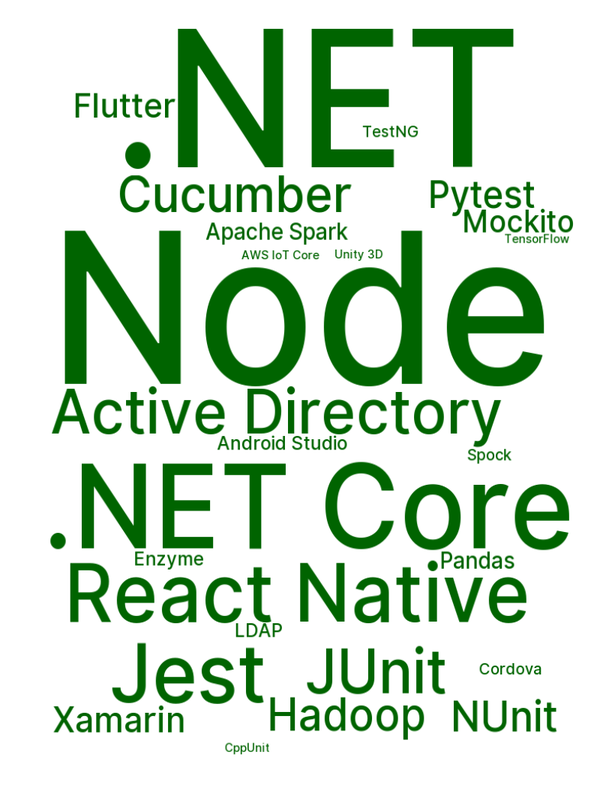 .NET
Flutter
TestNG
Cucumber
Pytest
Mockito
Apache Spark
TensorFlow
AWS IoT Core
Unity 3D
Node
Active Directory
Android Studio
Spock
.NET Core
Enzyme
Pandas
React Native
LDAP
Jest
JUnit
Cordova
Xamarin
Hadoop
NUnit
CppUnit